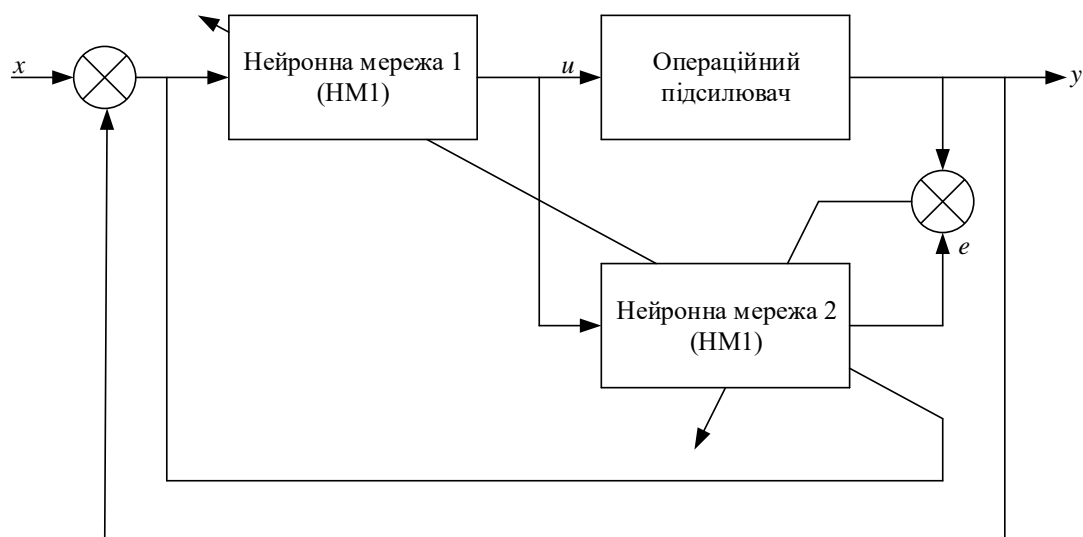 x
Нейронна мережа 1
(НМ1)
u
Операційний
підсилювач
y
e
Нейронна мережа 2
(НМ1)